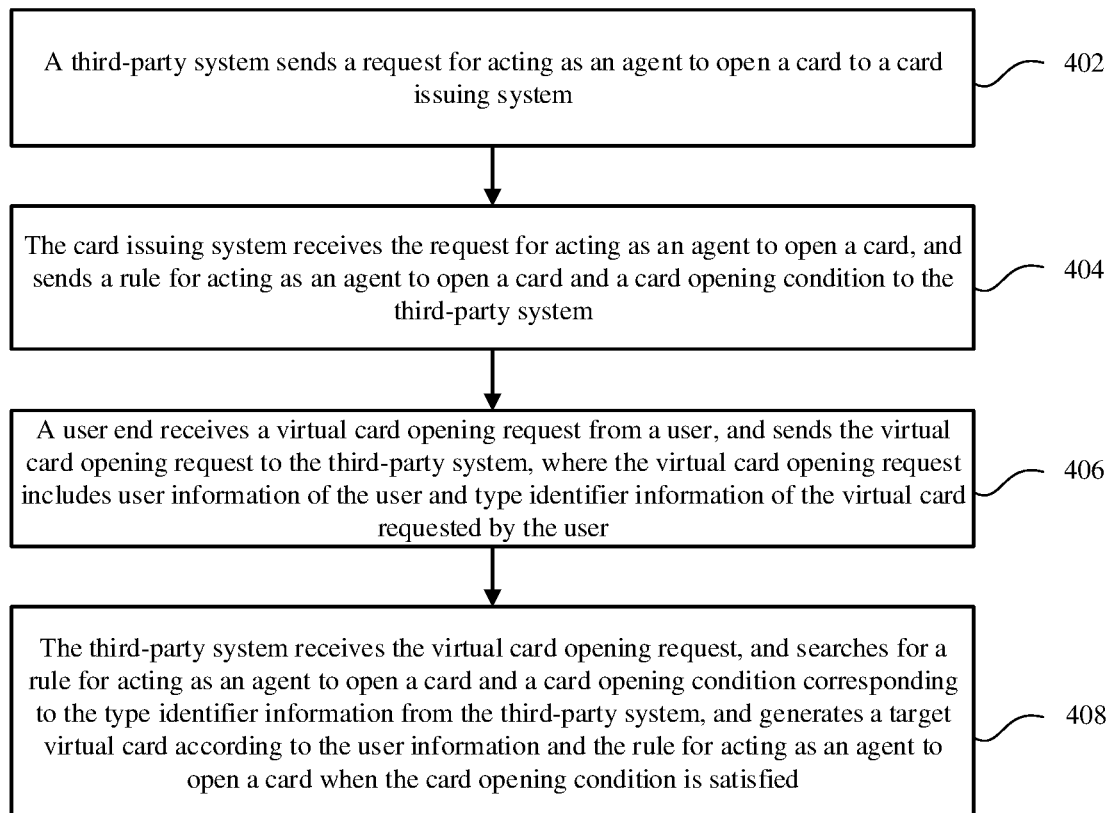 A third-party system sends a request for acting as an agent to open a card to a card
issuing system
402
The card issuing system receives the request for acting as an agent to open a card, and
sends a rule for acting as an agent to open a card and a card opening condition to the
third-party system
404
A user end receives a virtual card opening request from a user, and sends the virtual
card opening request to the third-party system, where the virtual card opening request
includes user information of the user and type identifier information of the virtual card
requested by the user
406
The third-party system receives the virtual card opening request, and searches for a
rule for acting as an agent to open a card and a card opening condition corresponding
to the type identifier information from the third-party system, and generates a target
virtual card according to the user information and the rule for acting as an agent to
open a card when the card opening condition is satisfied
408